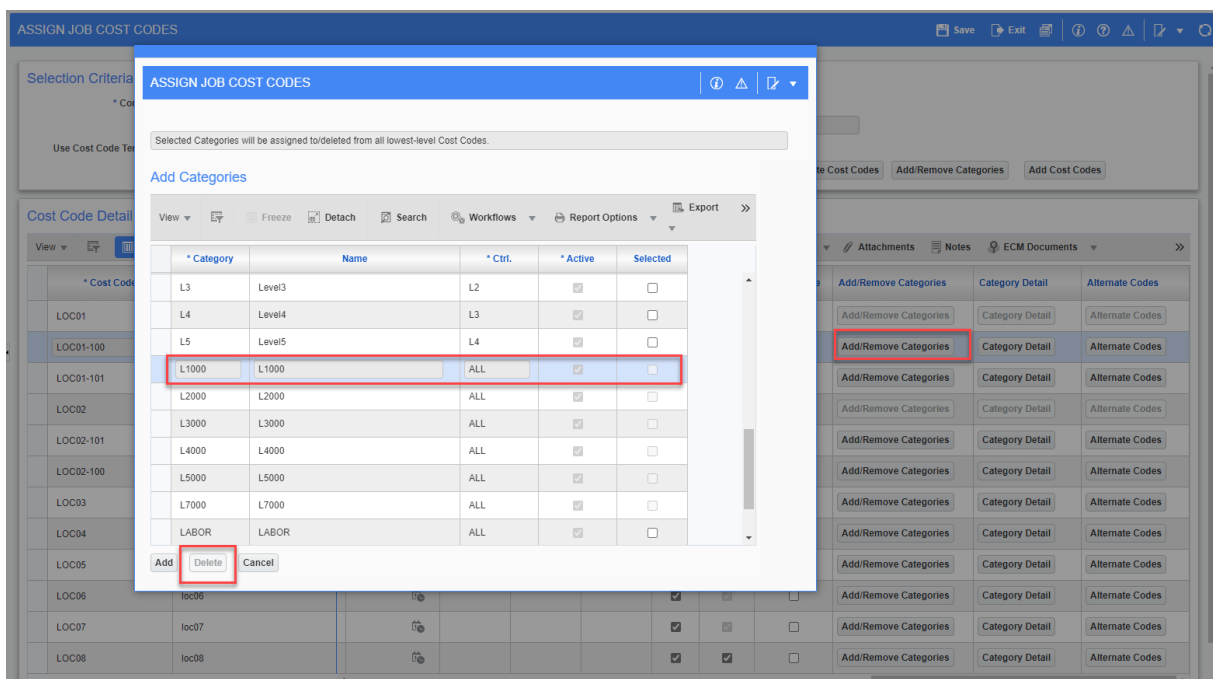 ASSIGN JOB COST CODES
Save Exit
Selection Criteria
* Co
Use Cost Code Te
te Cost Codes Add/Remove Categories Add Cost Codes
ASSIGN JOB COST CODES
Selected Categories will be assigned to/deleted from all lowest-level Cost Codes.
Add Categories
View Freeze Detach Search Workflows Report Options Export »
* Category Name * Ctrl. * Active Selected
L3 Level3 L2
L4 Level4 L3
L5 Level5 L4
L1000 L1000 ALL
L2000 L2000 ALL
L3000 L3000 ALL
L4000 L4000 ALL
L5000 L5000 ALL
L7000 L7000 ALL
LABOR LABOR ALL
Add Delete Cancel
Cost Code Detail
View Attachments Notes ECM Documents »
* Cost Code e Add/Remove Categories Category Detail Alternate Codes
LOC01 Add/Remove Categories Category Detail Alternate Codes
LOC01-100 Add/Remove Categories Category Detail Alternate Codes
LOC01-101 Add/Remove Categories Category Detail Alternate Codes
LOC02 Add/Remove Categories Category Detail Alternate Codes
LOC02-101 Add/Remove Categories Category Detail Alternate Codes
LOC02-100 Add/Remove Categories Category Detail Alternate Codes
LOC03 Add/Remove Categories Category Detail Alternate Codes
LOC04 Add/Remove Categories Category Detail Alternate Codes
LOC05 Add/Remove Categories Category Detail Alternate Codes
LOC06 loc06 Add/Remove Categories Category Detail Alternate Codes
LOC07 loc07 Add/Remove Categories Category Detail Alternate Codes
LOC08 loc08 Add/Remove Categories Category Detail Alternate Codes